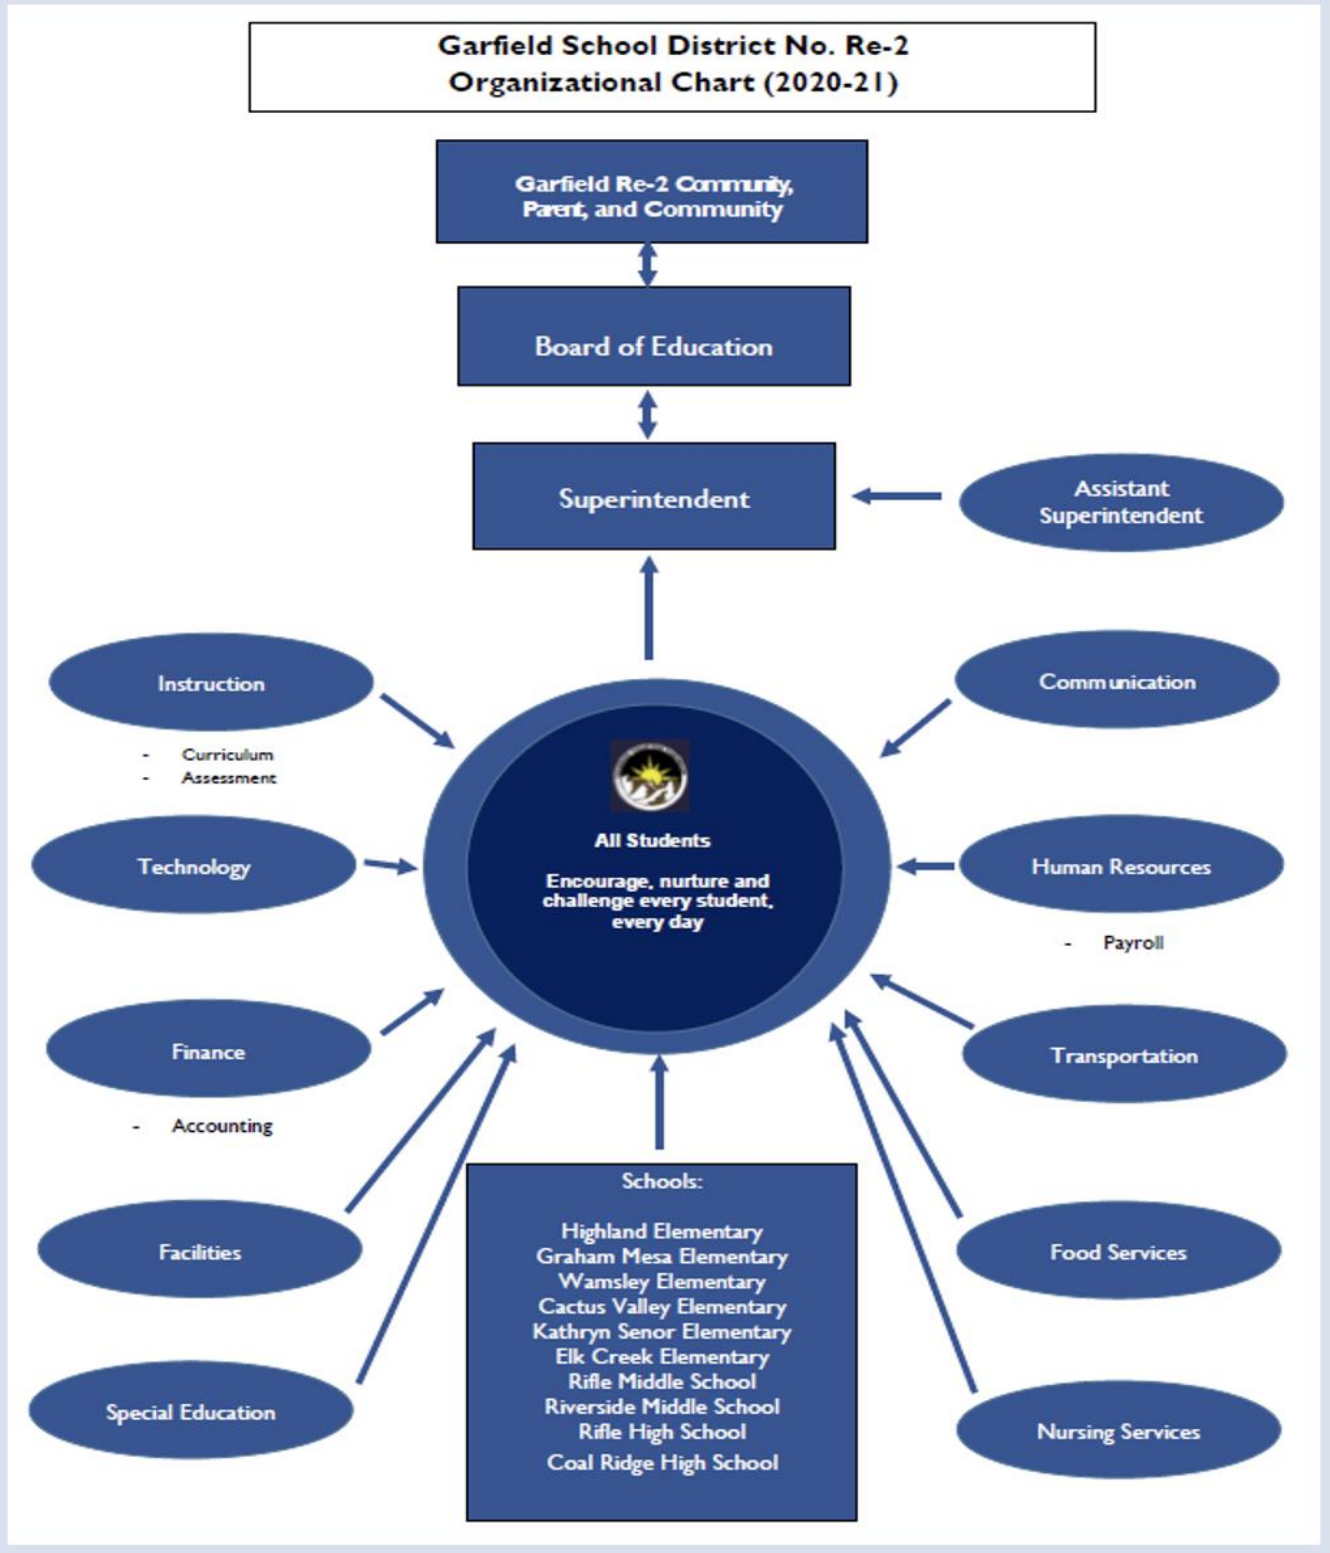 Garfield School District No. Re-2
Organizational Chart (2020-21)
Garfield Re-2 Community,
Parent, and Community
Board of Education
Superintendent
Assistant
Superintendent
Instruction
- Curriculum
- Assessment
Communication
All Students
Encourage, nurture and
challenge every student,
every day
Technology
Human Resources
- Payroll
Finance
- Accounting
Transportation
Facilities
Food Services
Special Education
Nursing Services
Schools:
Highland Elementary
Graham Mesa Elementary
Wamsley Elementary
Cactus Valley Elementary
Kathryn Senor Elementary
Elk Creek Elementary
Rifle Middle School
Riverside Middle School
Rifle High School
Coal Ridge High School